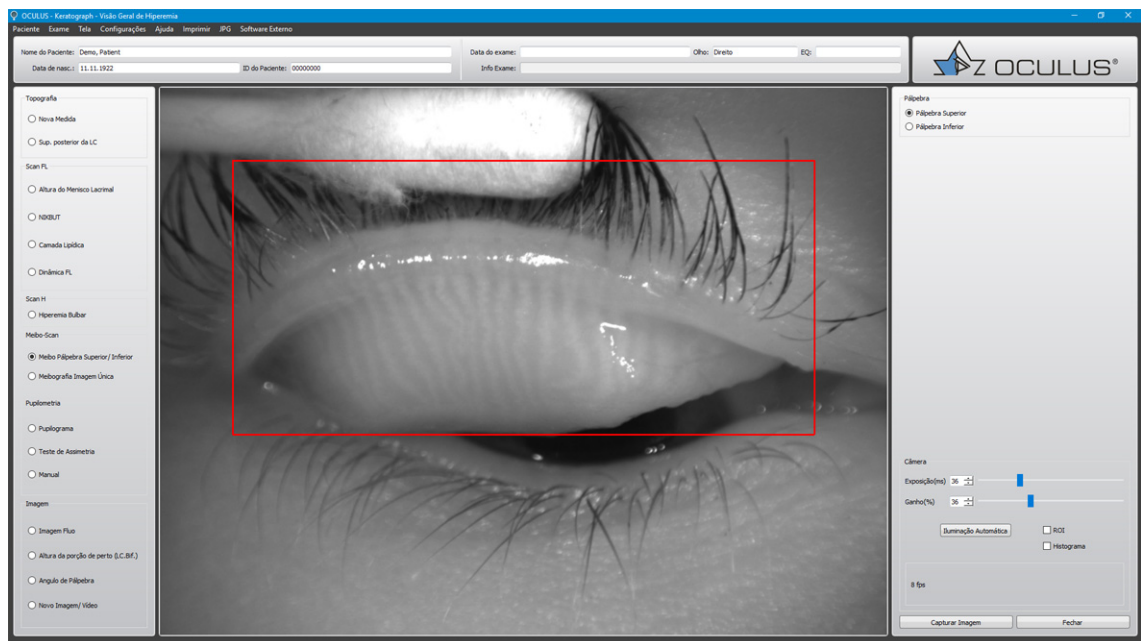 OCULUS - Keratograph - Visão Geral de Hiperemia
Paciente Exame Tela Configurações Ajuda Imprimir JPG Software Externo
Nome do Paciente: Demo, Patient
Data de nasc.: 11.11.1922 ID do Paciente: 00000000
Data do exame: Olho: Direito EQ:
Info Exame:
OCULUS®
Topografia
Nova Medida
Sup. posterior da LC
Scan FL
Altura do Menisco Lacrimal
NIKBUT
Camada Lipídica
Dinâmica FL
Scan H
Hiperemia Bulbar
Meibo-Scan
Meibo Pálpebra Superior/ Inferior
Meibografia Imagem Única
Pupilometria
Pupilograma
Teste de Assimetria
Manual
Imagem
Imagem Fluo
Altura da porção de perto (LC.Bif.)
Angulo de Pálpebra
Novo Imagem/ Vídeo
Pálpebra
Pálpebra Superior
Pálpebra Inferior
Câmera
Exposição(ms) 36
Ganho(%) 36
Iluminação Automática ROI
Histograma
8 fps
Capturar Imagem Fechar